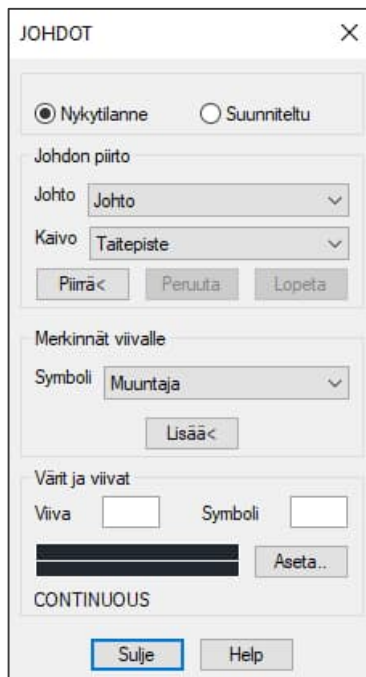 JOHDOT
Nykytilanne Suunniteltu
Johdon piirto
Johto Johto
Kaivo Taitepiste
Piirrä< Peruuta Lopeta
Merkinnät viivalle
Symboli Muuntaja
Lisää<
Värit ja viivat
Viiva Symboli
Aseta..
CONTINUOUS
Sulje Help